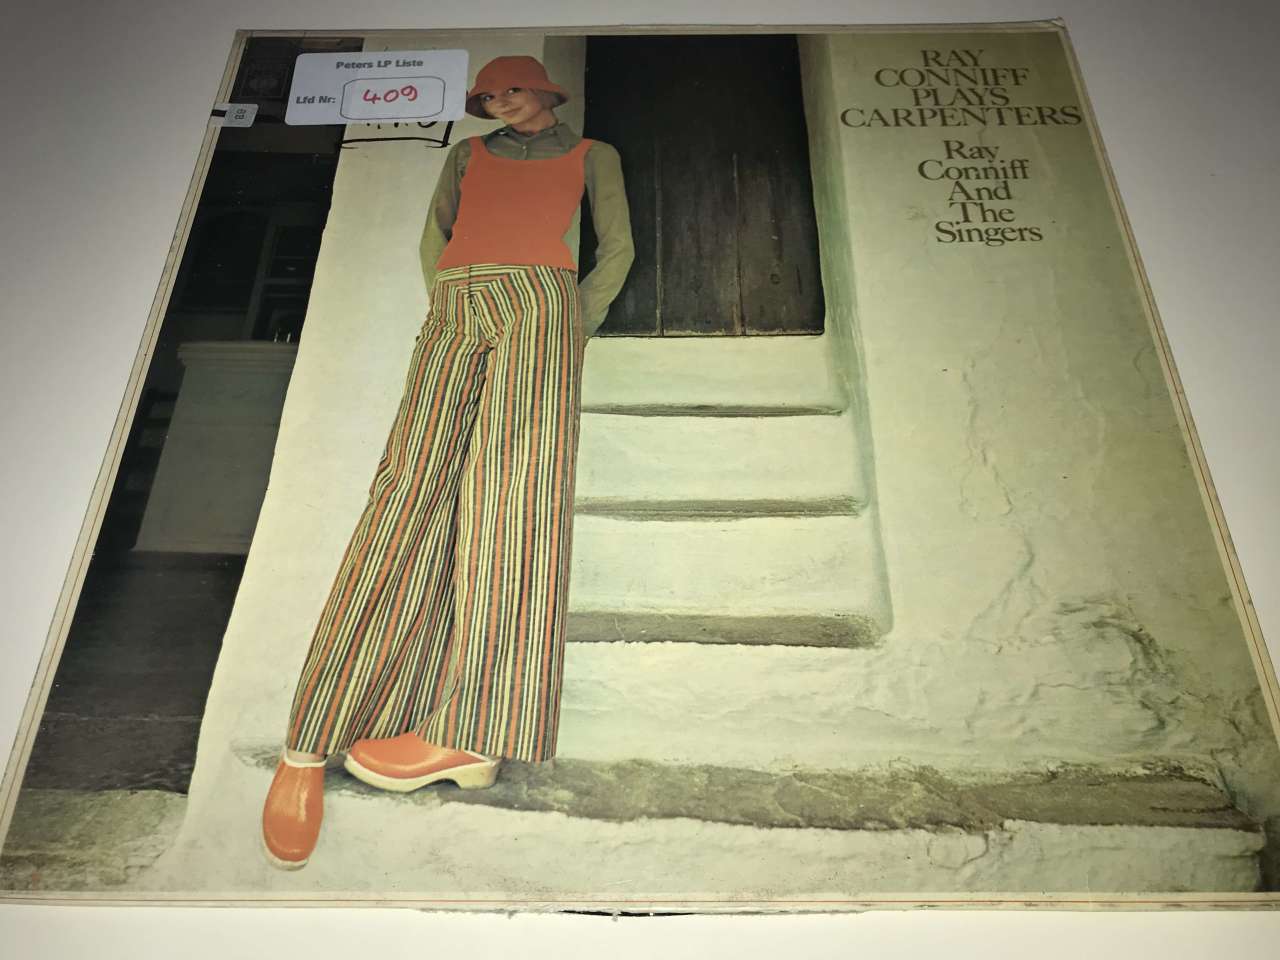 Peters LP Liste
Lfd Nr: 409
RAY
CONNIFF
PLAYS
CARPENTERS
Ray
Conniff
And
The
Singers